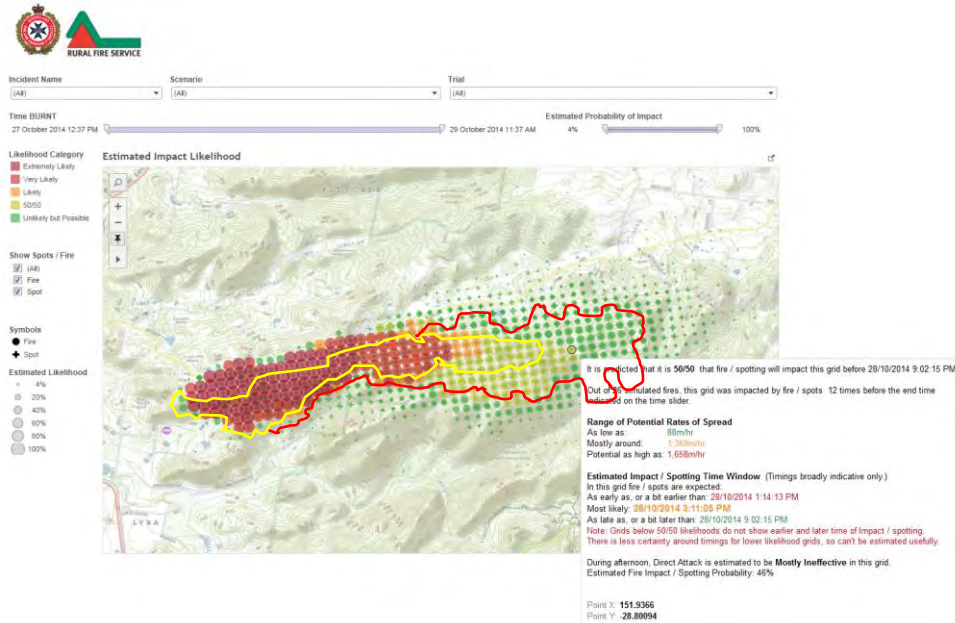 RURAL FIRE SERVICE
Incident Name
Scenario
Trial
(All)
(All)
(All)
Time BURNT
Estimated Probability of Impact
27 October 2014 12:37 PM
29 October 2014 11:37 AM
4%
100%
Likelihood Category
Extremely Likely
Very Likely
Likely
50/50
Unlikely but Possible
Estimated Impact Likelihood
Show Spots / Fire
(All)
Fire
Spot
Symbols
Fire
Spot
Estimated Likelihood
4%
20%
40%
60%
80%
100%
LYRA
It is predicted that it is 50/50 that fire / spotting will impact this grid before 28/10/2014 9:02:15 PM
Out of 26 simulated fires, this grid was impacted by fire / spots 12 times before the end time
indicated on the time slider.
Range of Potential Rates of Spread
As low as: 88m/hr
Mostly around:
Potential as high as: 1,658m/hr
Estimated Impact / Spotting Time Window (Timings broadly indicative only.)
In this grid fire / spots are expected:
As early as, or a bit earlier than: 28/10/2014 1:14:13 PM
Most likely: 28/10/2014 3:11:05 PM
As late as, or a bit later than: 28/10/2014 9:02:15 PM
Note: Grids below 50/50 likelihoods do not show earlier and later time of Impact / spotting.
There is less certainty around timings for lower likelihood grids, so can't be estimated usefully.
During afternoon, Direct Attack is estimated to be Mostly Ineffective in this grid.
Estimated Fire Impact / Spotting Probability: 46%
Point X: 151.9366
Point Y: -28.80094